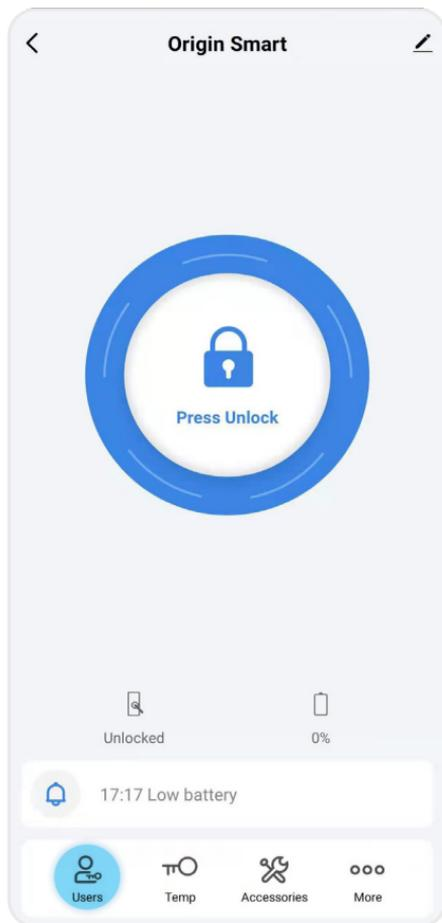 Origin Smart
Press Unlock
Unlocked 0%
17:17 Low battery
Users Temp Accessories More